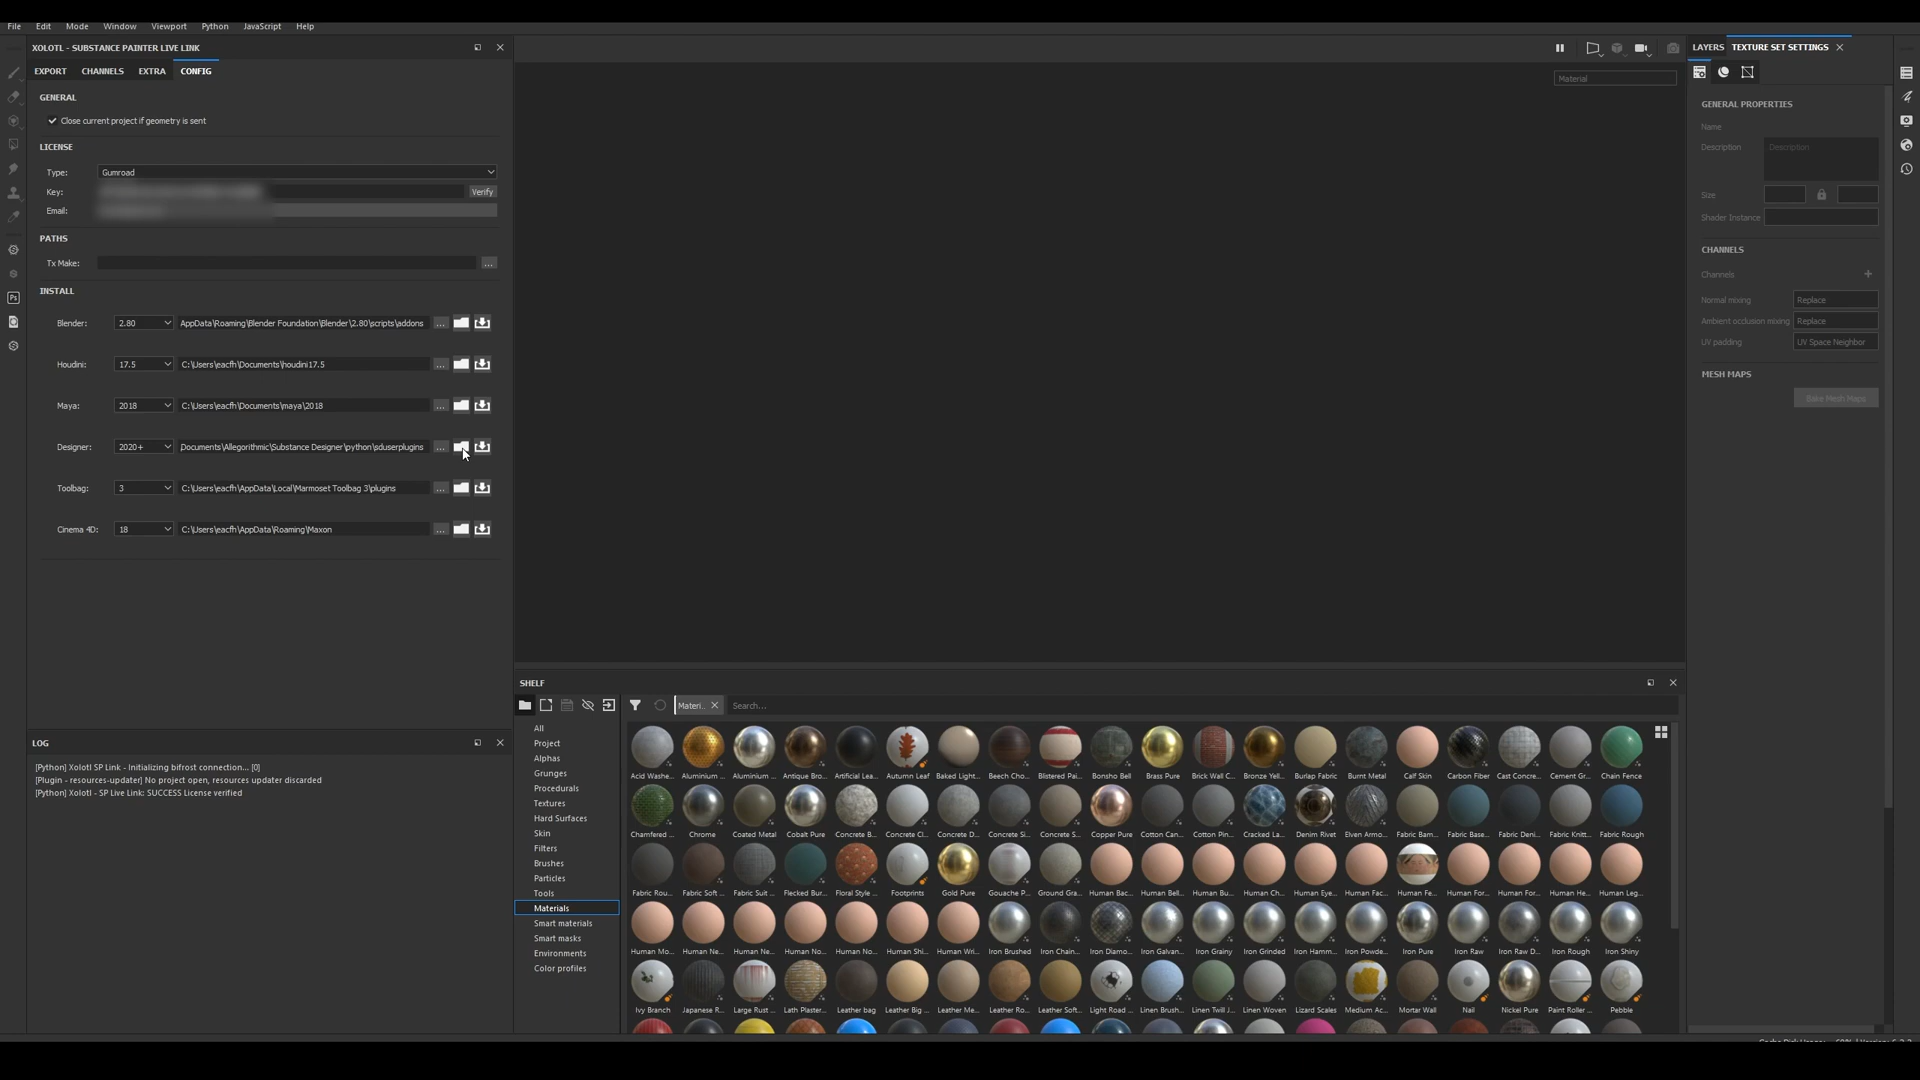 File Edit Mode Window Viewport Python JavaScript Help
XOLOTL - SUBSTANCE PAINTER LIVE LINK
EXPORT CHANNELS EXTRA CONFIG
GENERAL
Close current project if geometry is sent
LICENSE
Type: Gumroad
Key: Verify
Email:
PATHS
Tx Make: ...
INSTALL
Blender: 2.80 AppData\Roaming\Blender Foundation\Blender\2.80\scripts\addons ...
Houdini: 17.5 C:\Users\eacfh\Documents\houdini17.5 ...
Maya: 2018 C:\Users\eacfh\Documents\maya\2018 ...
Designer: 2020+ Documents\Allegorithmic\Substance Designer\python\sduserplugins ...
Toolbag: 3 C:\Users\eacfh\AppData\Local\Marmoset Toolbag 3\plugins ...
Cinema 4D: 18 C:\Users\eacfh\AppData\Roaming\Maxon ...
LOG
[Python] Xolotl SP Link - Initializing bifrost connection... [0]
[Plugin - resources-updater] No project open, resources updater discarded
[Python] Xolotl - SP Live Link: SUCCESS License verified
Material
SHELF
Materi.. Search...
All
Project
Alphas
Grunges
Procedurals
Textures
Hard Surfaces
Skin
Filters
Brushes
Particles
Tools
Materials
Smart materials
Smart masks
Environments
Color profiles
Acid Washe... Aluminium ... Aluminium ... Antique Bro... Artificial Lea... Autumn Leaf Baked Light... Beech Cho... Blistered Pai... Bonsho Bell Brass Pure Brick Wall C... Bronze Yell... Burlap Fabric Burnt Metal Calf Skin Carbon Fiber Cast Concre... Cement Gr... Chain Fence
Chamfered ... Chrome Coated Metal Cobalt Pure Concrete B... Concrete Cl... Concrete D... Concrete Si... Concrete S... Copper Pure Cotton Can... Cotton Pin... Cracked La... Denim Rivet Elven Armo... Fabric Bam... Fabric Base... Fabric Deni... Fabric Knitt... Fabric Rough
Fabric Rou... Fabric Soft ... Fabric Suit ... Flecked Bur... Floral Style ... Footprints Gold Pure Gouache P... Ground Gra... Human Bac... Human Bel... Human Bu... Human Ch... Human Eye... Human Fac... Human Fe... Human For... Human For... Human He... Human Leg...
Human Mo... Human Ne... Human Ne... Human No... Human No... Human Shi... Human Wri... Iron Brushed Iron Chain... Iron Diamo... Iron Galvan... Iron Grainy Iron Grinded Iron Hamm... Iron Powde... Iron Pure Iron Raw Iron Raw D... Iron Rough Iron Shiny
Ivy Branch Japanese R... Large Rust ... Lath Plaster... Leather bag Leather Big ... Leather Me... Leather Ro... Leather Soft... Light Road ... Linen Brush... Linen Twill J... Linen Woven Lizard Scales Medium Ac... Mortar Wall Nail Nickel Pure Paint Roller ... Pebble
LAYERS TEXTURE SET SETTINGS
GENERAL PROPERTIES
Name
Description Description
Size
Shader Instance
CHANNELS
Channels
Normal mixing Replace
Ambient occlusion mixing Replace
UV padding UV Space Neighbor
MESH MAPS
Bake Mesh Maps
Ps